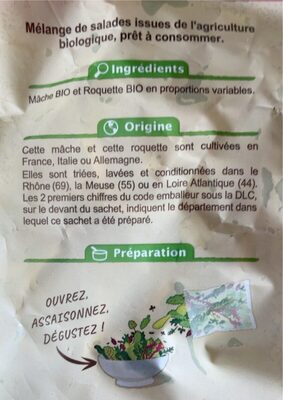 Mélange de salades issues de l'agriculture
biologique, prêt à consommer.
Ingrédients
Mâche BIO et Roquette BIO en proportions variables.
Origine
Cette mâche et cette roquette sont cultivées en
France, Italie ou Allemagne.
Elles sont triées, lavées et conditionnées dans le
Rhône (69), la Meuse (55) ou en Loire Atlantique (44).
Les 2 premiers chiffres du code emballeur sous la DLC,
sur le devant du sachet, indiquent le département dans
lequel ce sachet a été préparé.
Préparation
OUVREZ,
ASSAISONNEZ,
DÉGUSTEZ !